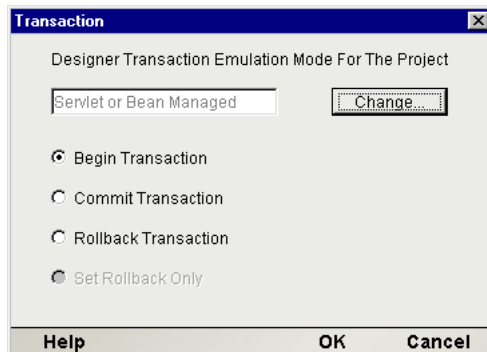 Transaction
Designer Transaction Emulation Mode For The Project
Servlet or Bean Managed
Change...
Begin Transaction
Commit Transaction
Rollback Transaction
Set Rollback Only
Help OK Cancel